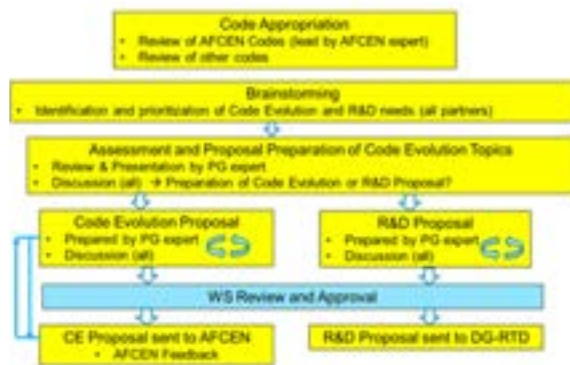 Code Appropriation
• Review of AFCEN Codes (lead by AFCEN expert)
• Review of other codes
Brainstorming
• Identification and prioritization of Code Evolution and R&D needs (all partners)
Assessment and Proposal Preparation of Code Evolution Topics
• Review & Presentation by PG expert
• Discussion (all) → Preparation of Code Evolution or R&D Proposal?
Code Evolution Proposal
• Prepared by PG expert
• Discussion (all)
R&D Proposal
• Prepared by PG expert
• Discussion (all)
WS Review and Approval
CE Proposal sent to AFCEN
• AFCEN Feedback
R&D Proposal sent to DG-RTD